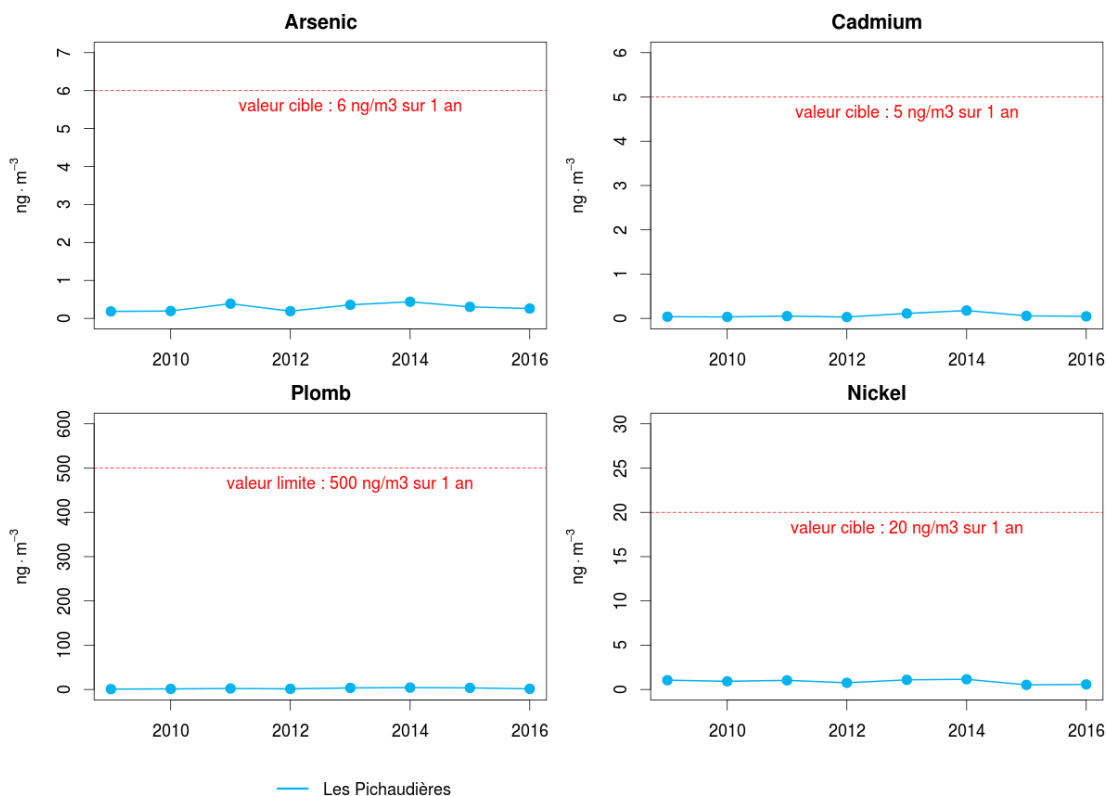 Arsenic
7
6
5
4
3
2
1
0
ng · m⁻³
valeur cible : 6 ng/m3 sur 1 an
2010 2012 2014 2016
Cadmium
6
5
4
3
2
1
0
ng · m⁻³
valeur cible : 5 ng/m3 sur 1 an
2010 2012 2014 2016
Plomb
600
500
400
300
200
100
0
ng · m⁻³
valeur limite : 500 ng/m3 sur 1 an
2010 2012 2014 2016
Nickel
30
25
20
15
10
5
0
ng · m⁻³
valeur cible : 20 ng/m3 sur 1 an
2010 2012 2014 2016
Les Pichaudières